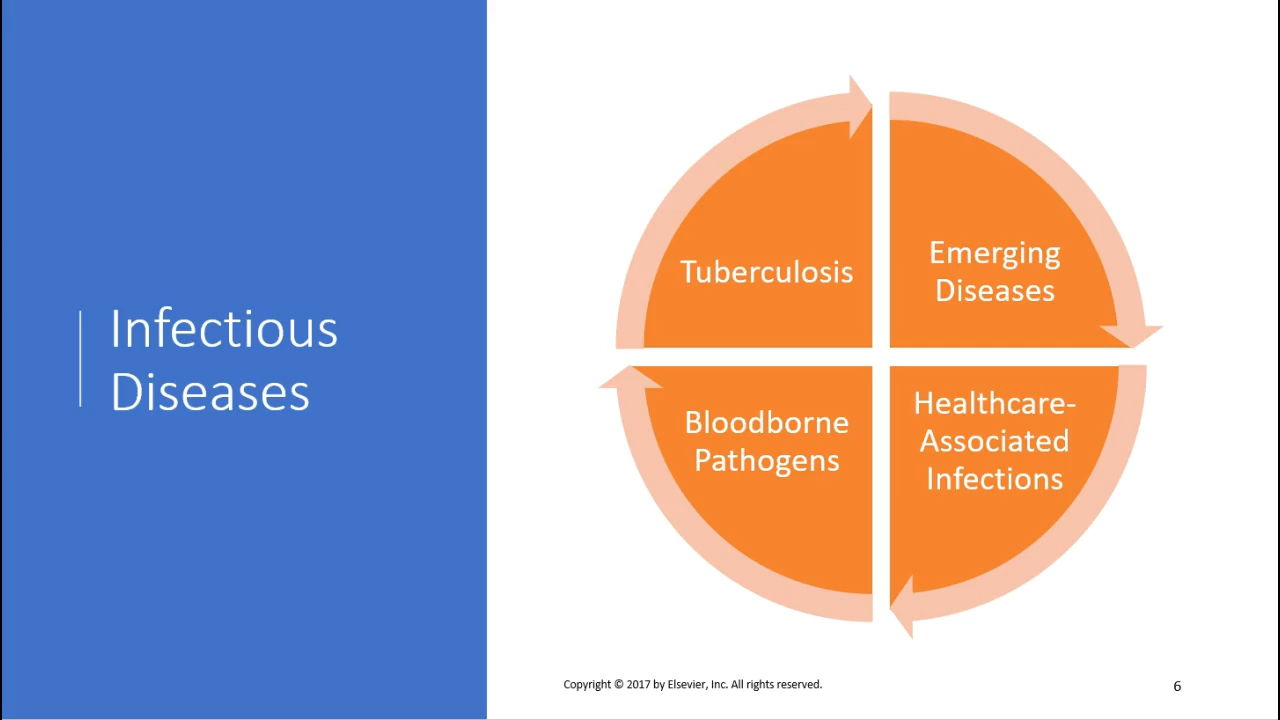 Infectious
Diseases
Tuberculosis
Emerging
Diseases
Bloodborne
Pathogens
Healthcare-
Associated
Infections
Copyright © 2017 by Elsevier, Inc. All rights reserved.
6